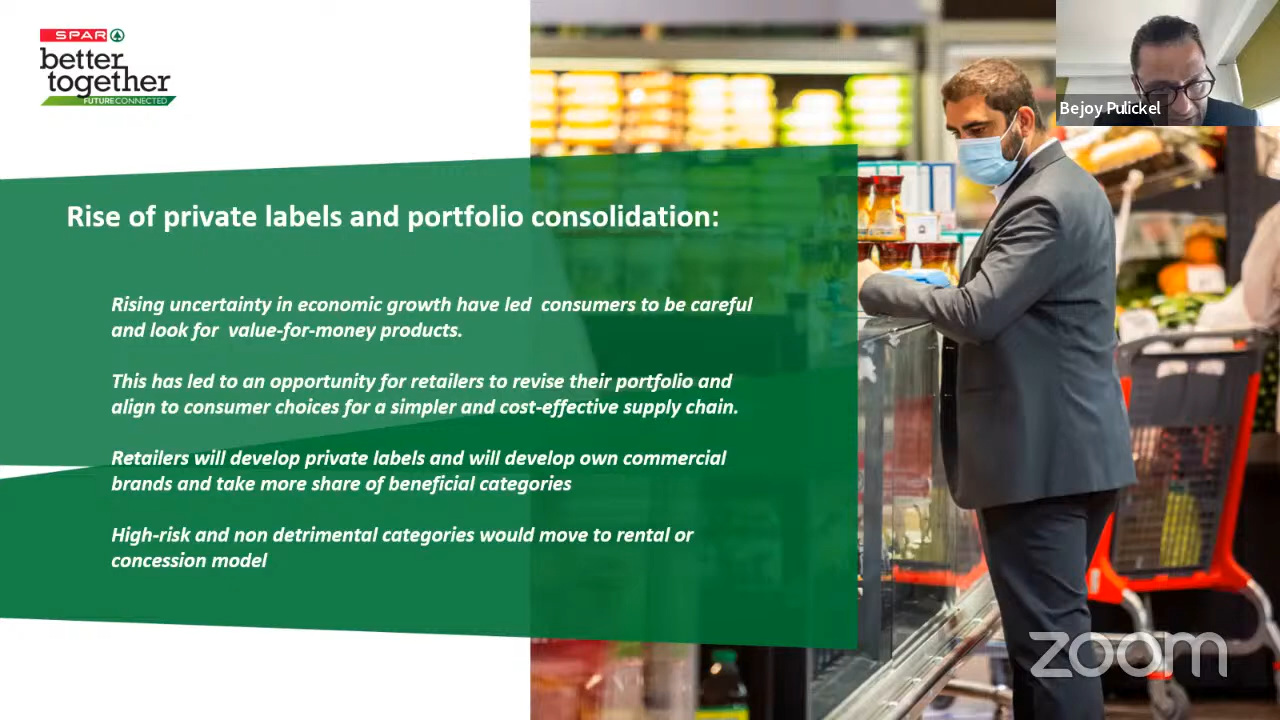 SPAR
better
together
FUTURECONNECTED
Bejoy Pulickel
Rise of private labels and portfolio consolidation:
Rising uncertainty in economic growth have led consumers to be careful
and look for value-for-money products.
This has led to an opportunity for retailers to revise their portfolio and
align to consumer choices for a simpler and cost-effective supply chain.
Retailers will develop private labels and will develop own commercial
brands and take more share of beneficial categories
High-risk and non detrimental categories would move to rental or
concession model
zoom